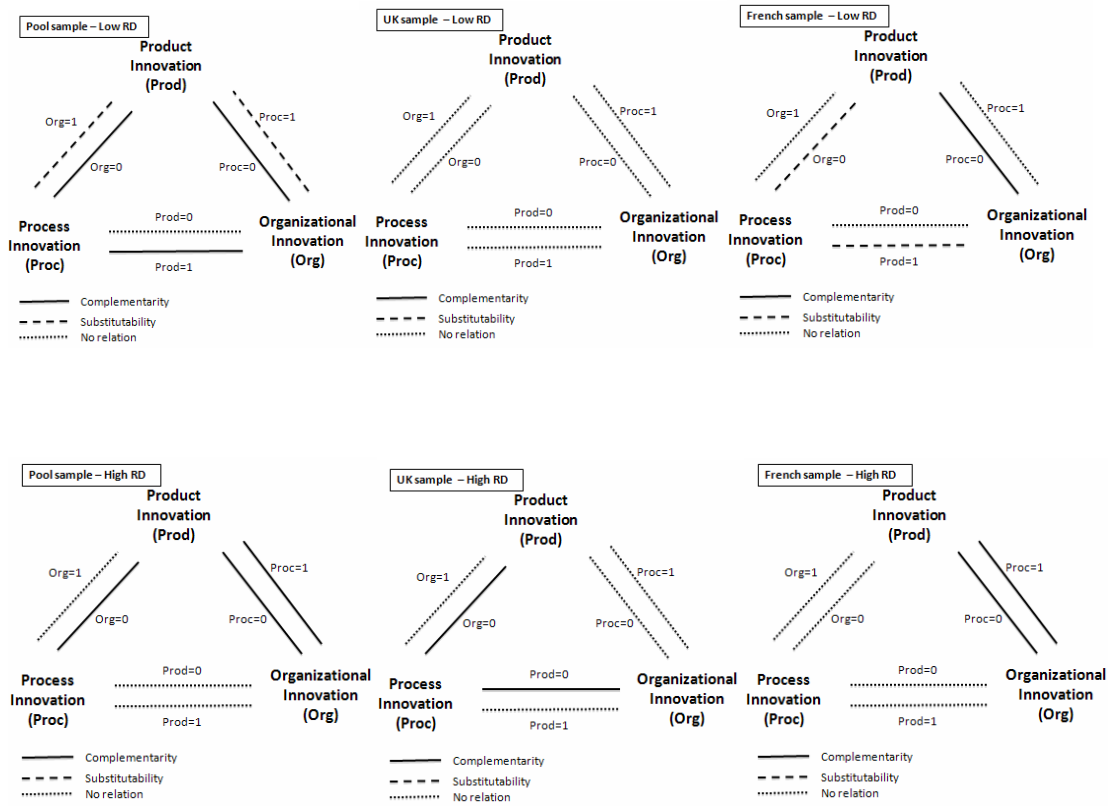 Pool sample – Low RD
Product
Innovation
(Prod)
Org=1
Org=0
Proc=1
Proc=0
Process
Innovation
(Proc)
Prod=0
Prod=1
Organizational
Innovation
(Org)
Complementarity
Substitutability
No relation
UK sample – Low RD
Product
Innovation
(Prod)
Org=1
Org=0
Proc=1
Proc=0
Process
Innovation
(Proc)
Prod=0
Prod=1
Organizational
Innovation
(Org)
Complementarity
Substitutability
No relation
French sample – Low RD
Product
Innovation
(Prod)
Org=1
Org=0
Proc=1
Proc=0
Process
Innovation
(Proc)
Prod=0
Prod=1
Organizational
Innovation
(Org)
Complementarity
Substitutability
No relation
Pool sample – High RD
Product
Innovation
(Prod)
Org=1
Org=0
Proc=1
Proc=0
Process
Innovation
(Proc)
Prod=0
Prod=1
Organizational
Innovation
(Org)
Complementarity
Substitutability
No relation
UK sample – High RD
Product
Innovation
(Prod)
Org=1
Org=0
Proc=1
Proc=0
Process
Innovation
(Proc)
Prod=0
Prod=1
Organizational
Innovation
(Org)
Complementarity
Substitutability
No relation
French sample – High RD
Product
Innovation
(Prod)
Org=1
Org=0
Proc=1
Proc=0
Process
Innovation
(Proc)
Prod=0
Prod=1
Organizational
Innovation
(Org)
Complementarity
Substitutability
No relation